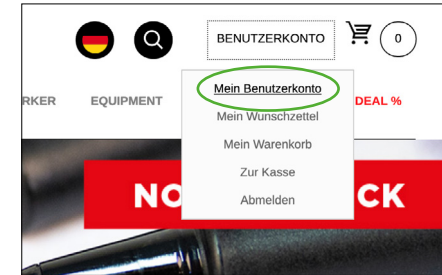 BENUTZERKONTO
0
RKER EQUIPMENT DEAL %
Mein Benutzerkonto
Mein Wunschzettel
Mein Warenkorb
Zur Kasse
Abmelden
NO CK